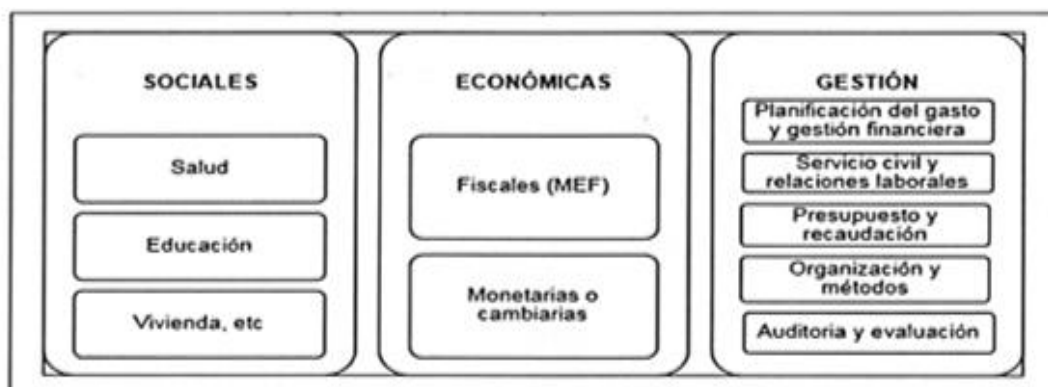 SOCIALES
Salud
Educación
Vivienda, etc
ECONÓMICAS
Fiscales (MEF)
Monetarias o
cambiarias
GESTIÓN
Planificación del gasto
y gestión financiera
Servicio civil y
relaciones laborales
Presupuesto y
recaudación
Organización y
métodos
Auditoria y evaluación